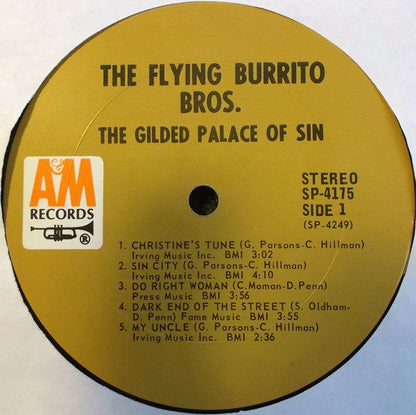 THE FLYING BURRITO
BROS.
THE GILDED PALACE OF SIN
A&M
RECORDS
®
STEREO
SP-4175
SIDE 1
(SP-4249)
1. CHRISTINE'S TUNE (G. Parsons-C. Hillman)
Irving Music Inc. BMI 3:02
2. SIN CITY (G. Parsons-C. Hillman)
Irving Music Inc. BMI 4:10
3. DO RIGHT WOMAN (C.Moman-D.Penn)
Press Music BMI 3:56
4. DARK END OF THE STREET (S. Oldham-
D. Penn) Fame Music BMI 3:55
5. MY UNCLE (G. Parsons-C. Hillman)
Irving Music Inc. BMI 2:36